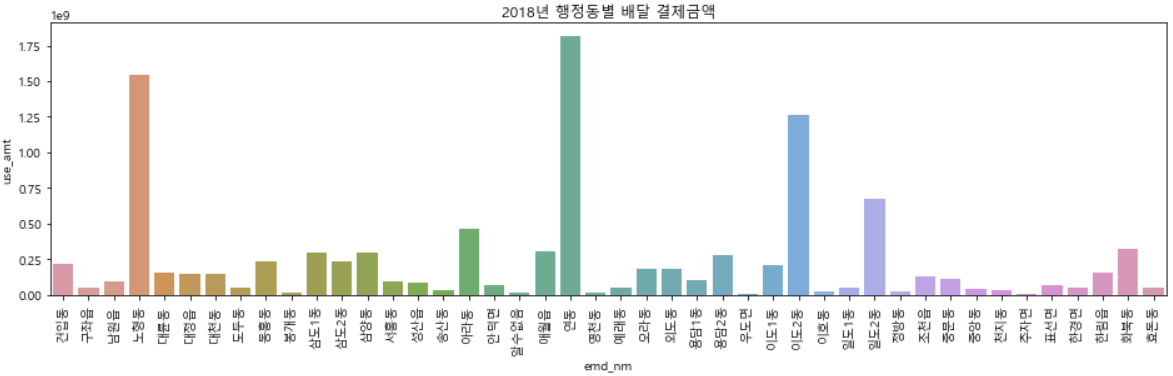 2018년 행정동별 배달 결제금액
1e9
1.75
1.50
1.25
1.00
0.75
0.50
0.25
0.00
use_amt
건입동
구좌읍
남원읍
노형동
대륜동
대정읍
대천동
도두동
동홍동
봉개동
삼도1동
삼도2동
삼양동
서홍동
성산읍
송산동
아라동
안덕면
알수없음
애월읍
연동
영천동
예래동
오라동
외도동
용담1동
용담2동
우도면
이도1동
이도2동
이호동
일도1동
일도2동
정방동
조천읍
중문동
중앙동
천지동
추자면
표선면
한경면
한림읍
화북동
효돈동
emd_nm